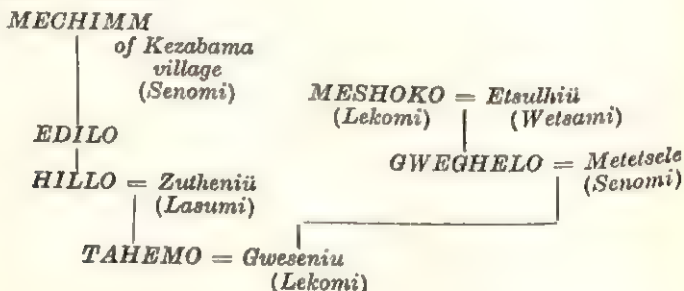 MECHIMM
of Kezabama
village
(Senomi)
MESHOKO = Etsulhiü
(Lekomi) (Wetsami)
EDILO
GWEGHELO = Metetsele
(Senomi)
HILLO = Zutheniü
(Lasumi)
TAHEMO = Gweseniu
(Lekomi)